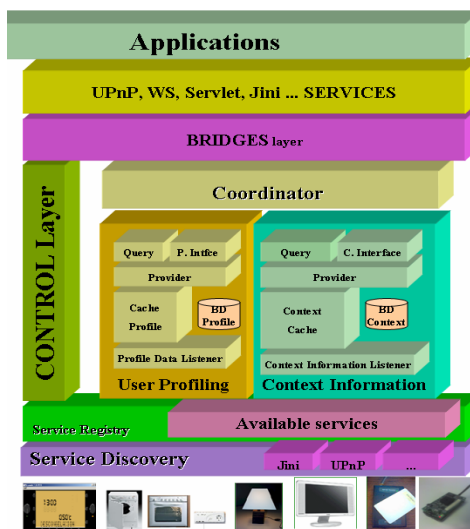 Applications
UPnP, WS, Servlet, Jini ... SERVICES
BRIDGES layer
CONTROL Layer
Coordinator
Query
P. Intfce
Provider
Cache
Profile
BD
Profile
Profile Data Listener
User Profiling
Query
C. Interface
Provider
Context
Cache
BD
Context
Context Information Listener
Context Information
Service Registry
Available services
Service Discovery
Jini
UPnP
...